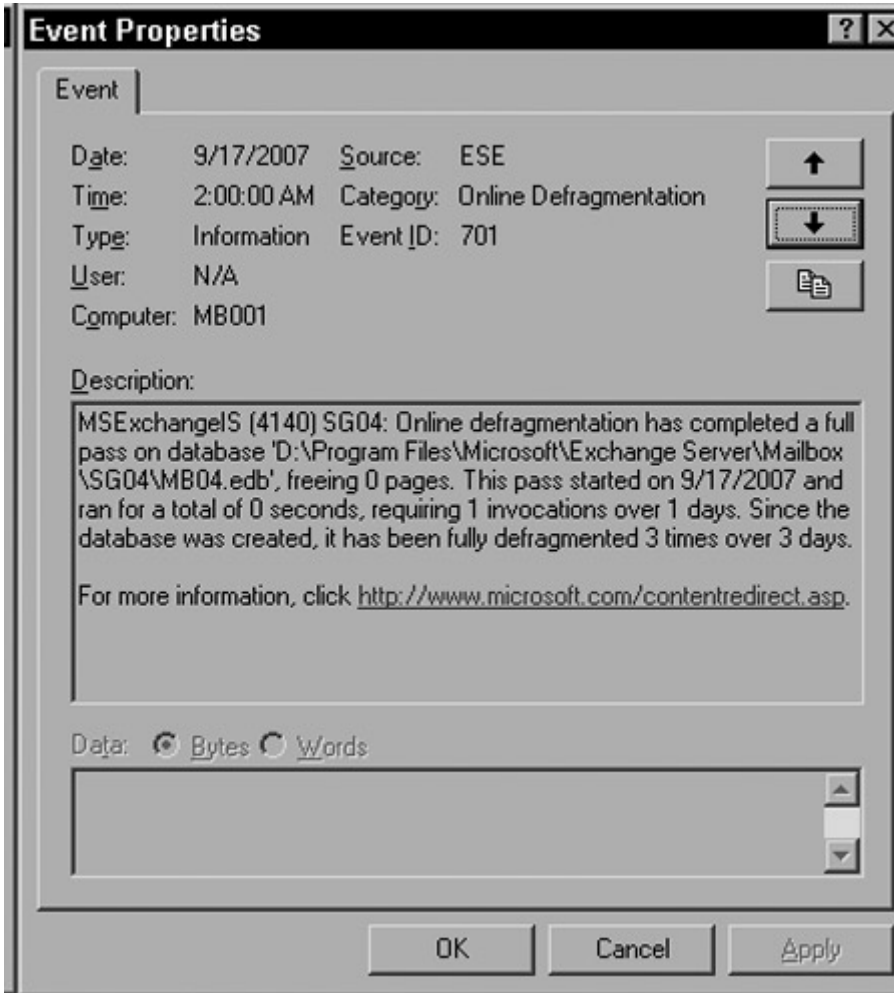 Event Properties
Event
Date: 9/17/2007 Source: ESE
Time: 2:00:00 AM Category: Online Defragmentation
Type: Information Event ID: 701
User: N/A
Computer: MB001
Description:
MSExchangeIS (4140) SG04: Online defragmentation has completed a full
pass on database 'D:\Program Files\Microsoft\Exchange Server\Mailbox
\SG04\MB04.edb', freeing 0 pages. This pass started on 9/17/2007 and
ran for a total of 0 seconds, requiring 1 invocations over 1 days. Since the
database was created, it has been fully defragmented 3 times over 3 days.
For more information, click http://www.microsoft.com/contentredirect.asp.
Data: Bytes Words
OK Cancel Apply